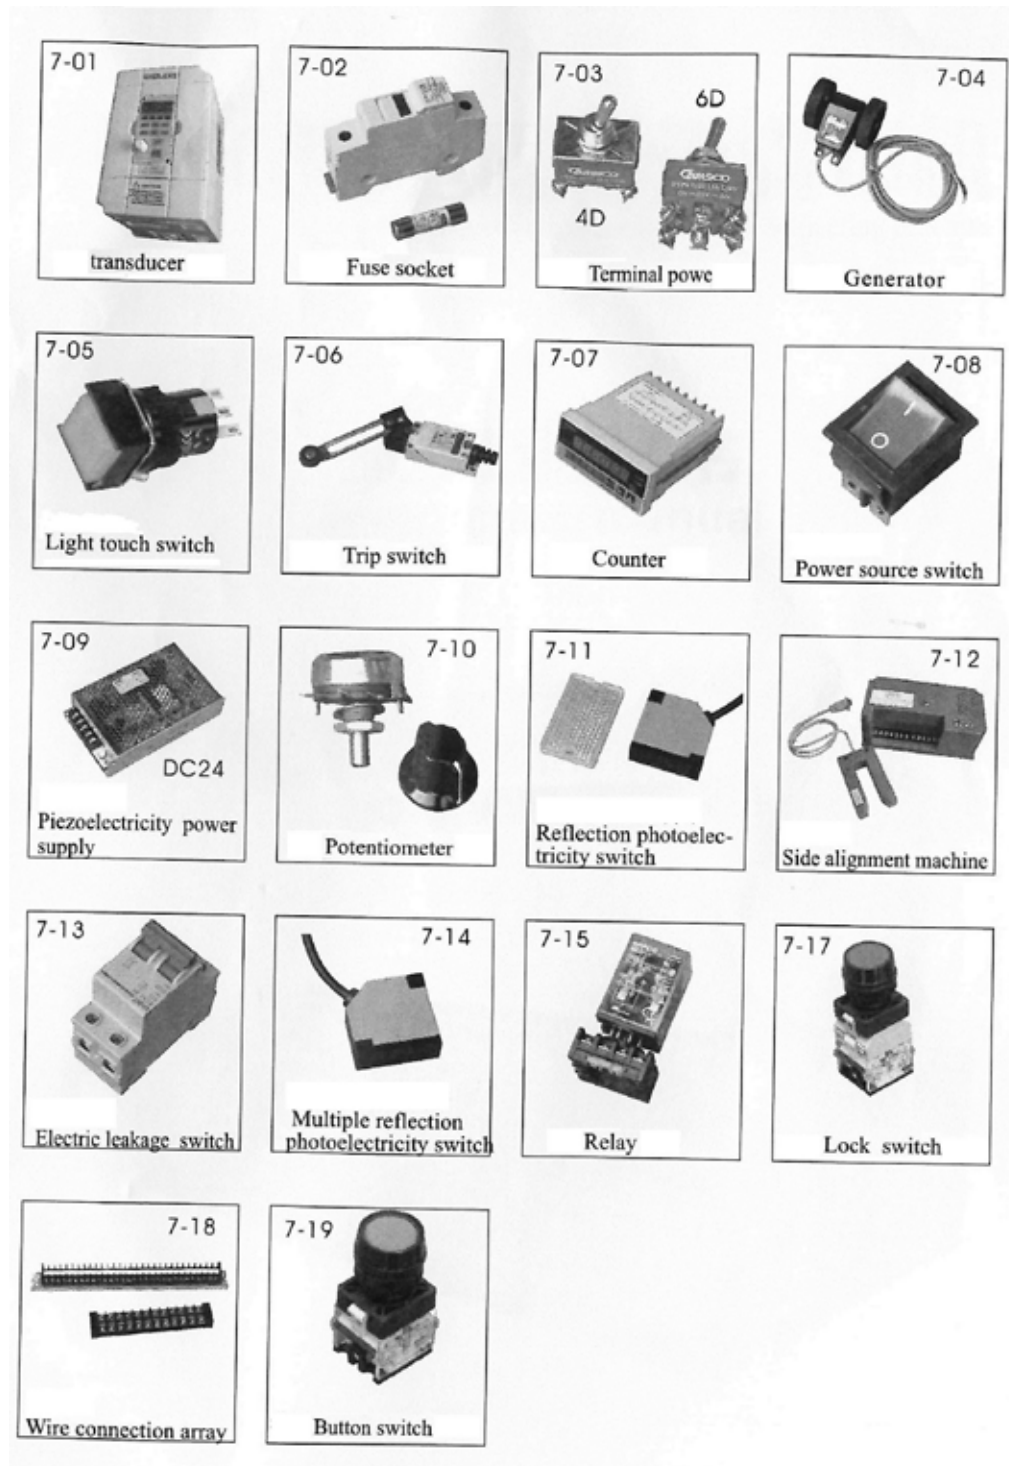 7-01
transducer
7-02
Fuse socket
7-03
6D
4D
Terminal powe
7-04
Generator
7-05
Light touch switch
7-06
Trip switch
7-07
Counter
7-08
Power source switch
7-09
DC24
Piezoelectricity power
supply
7-10
Potentiometer
7-11
Reflection photoelec-
tricity switch
7-12
Side alignment machine
7-13
Electric leakage switch
7-14
Multiple reflection
photoelectricity switch
7-15
Relay
7-17
Lock switch
7-18
Wire connection array
7-19
Button switch